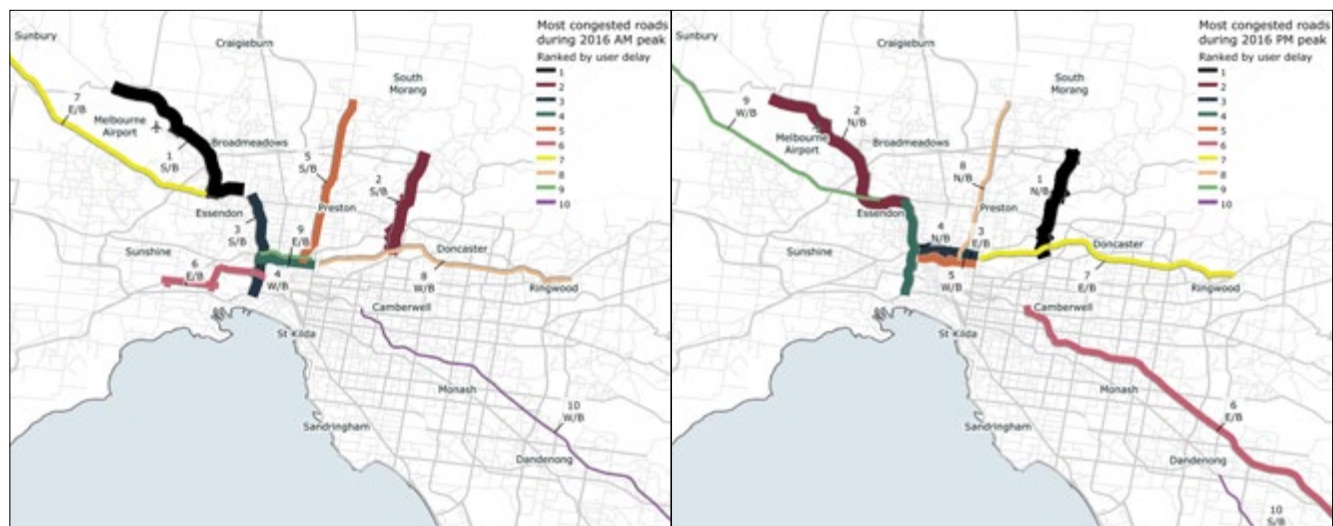 Most congested roads
during 2016 AM peak
Ranked by user delay
1
2
3
4
5
6
7
8
9
10
Sunbury
Craigieburn
South
Morang
7
E/B
Melbourne
Airport
Broadmeadows
1
S/B
5
S/B
2
S/B
Preston
Essendon
3
S/B
9
E/B
Sunshine
Doncaster
6
E/B
4
W/B
8
W/B
Ringwood
Camberwell
St Kilda
Monash
10
W/B
Sandringham
Dandenong
Most congested roads
during 2016 PM peak
Ranked by user delay
1
2
3
4
5
6
7
8
9
10
Sunbury
Craigieburn
South
Morang
9
W/B
2
N/B
Melbourne
Airport
Broadmeadows
8
N/B
1
N/B
Preston
Essendon
4
N/B
3
E/B
Sunshine
Doncaster
5
W/B
7
E/B
Ringwood
Camberwell
St Kilda
Monash
6
E/B
Sandringham
Dandenong
10
S/B